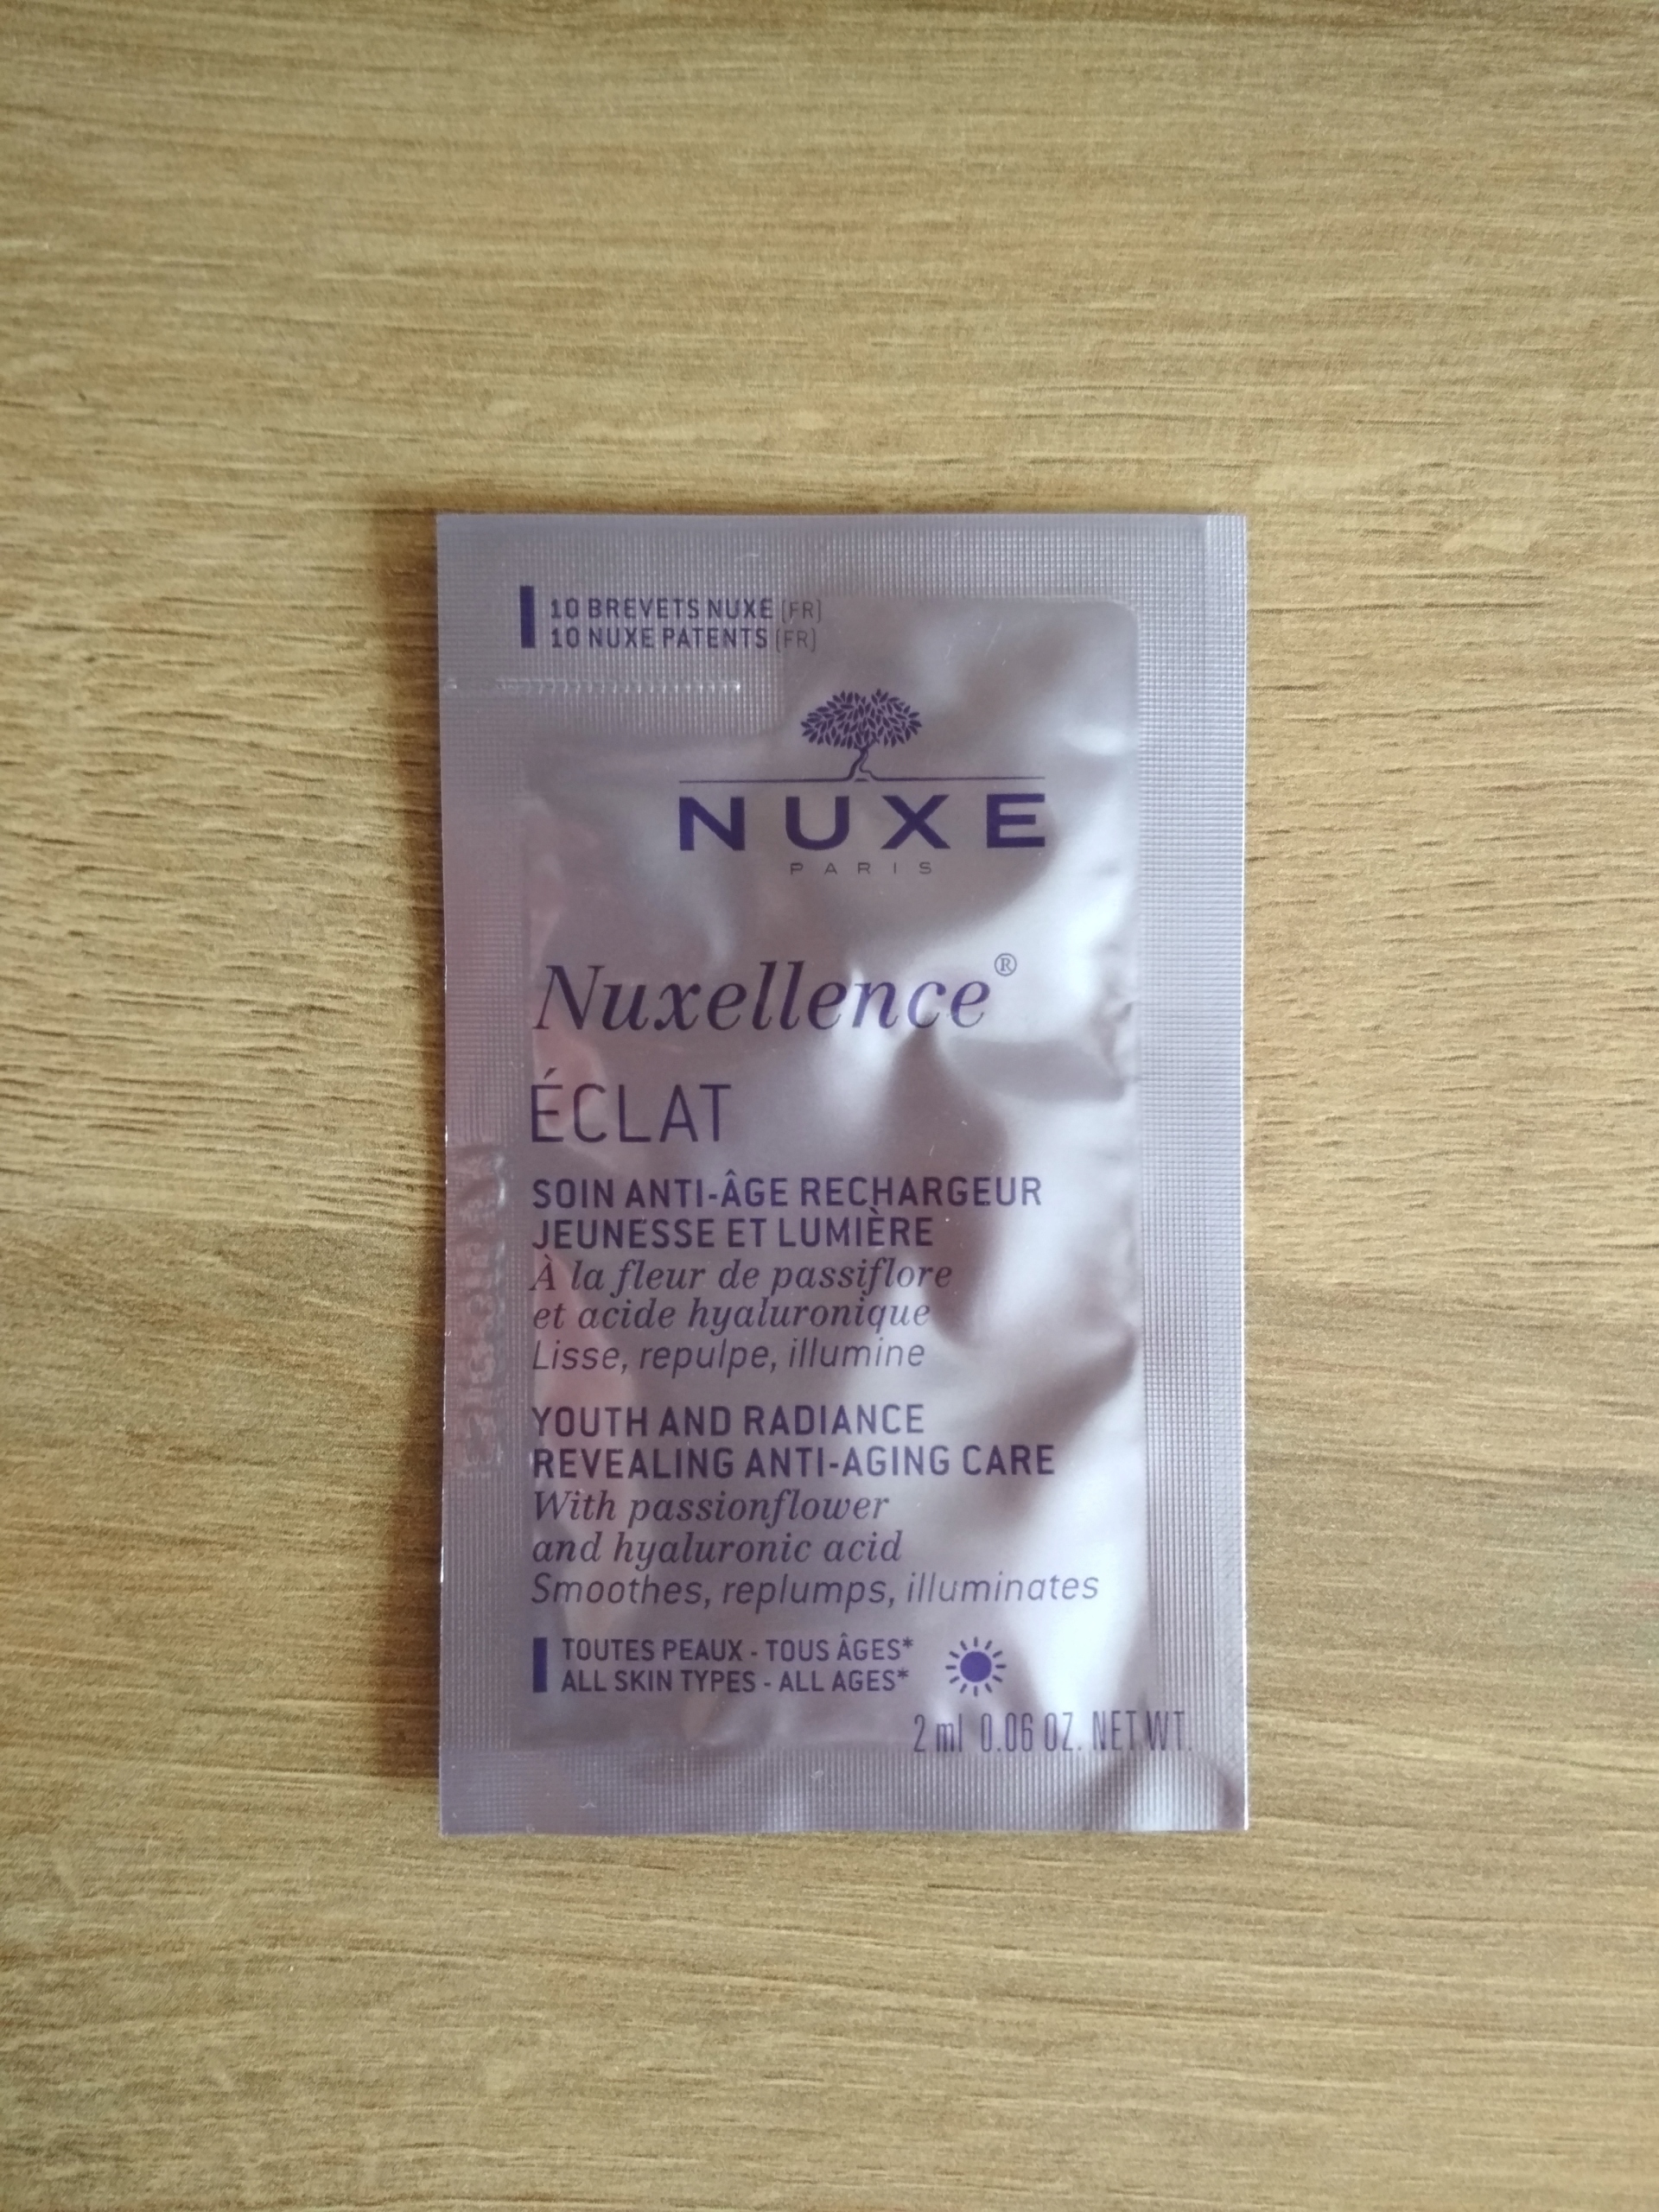 10 BREVETS NUXE (FR)
10 NUXE PATENTS (FR)
NUXE
PARIS
Nuxellence®
ÉCLAT
SOIN ANTI-ÂGE RECHARGEUR
JEUNESSE ET LUMIÈRE
À la fleur de passiflore
et acide hyaluronique
Lisse, repulpe, illumine
YOUTH AND RADIANCE
REVEALING ANTI-AGING CARE
With passionflower
and hyaluronic acid
Smoothes, replumps, illuminates
TOUTES PEAUX - TOUS ÂGES*
ALL SKIN TYPES - ALL AGES*
2 ml 0.06 OZ. NET WT.